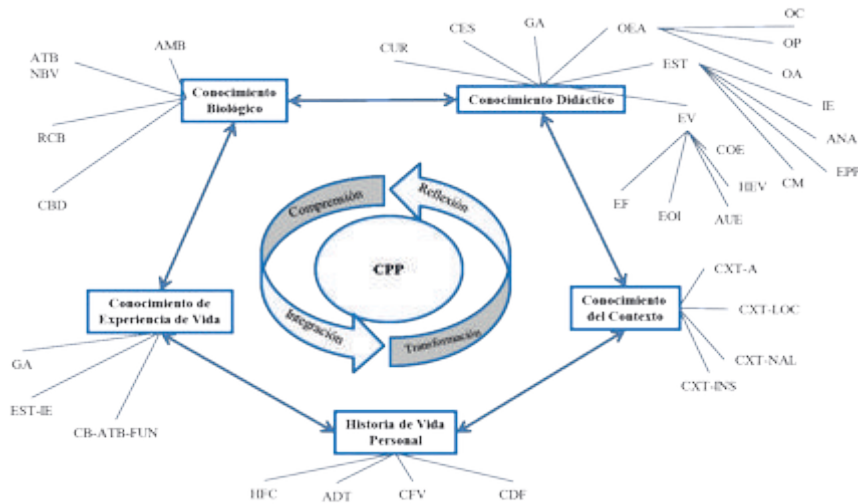 OC
GA
CES
OEA
OP
AMB
CUR
ATB
NBV
EST
OA
Conocimiento
Biológico
Conocimiento Didáctico
IE
EV
RCB
ANA
COE
EPP
CM
CBD
HEV
EF
EOI
AUE
Comprensión
Reflexión
CPP
CXT-A
Conocimiento de
Experiencia de Vida
Conocimiento
del Contexto
CXT-LOC
Integración
Transformación
GA
CXT-NAL
CXT-INS
EST-IE
CB-ATB-FUN
Historia de Vida
Personal
HFC
ADT
CFV
CDF